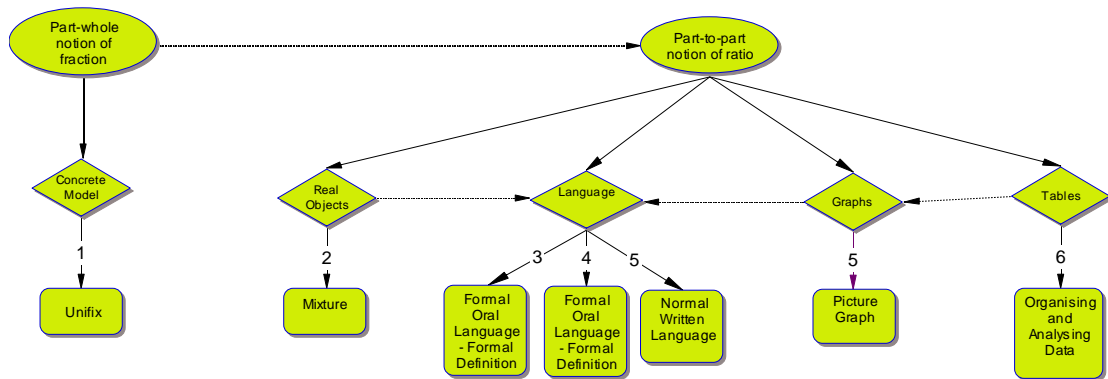 Part-whole
notion of
fraction
Part-to-part
notion of ratio
Concrete
Model
Real
Objects
Language
Graphs
Tables
1
2
3
4
5
5
6
Unifix
Mixture
Formal
Oral
Language
- Formal
Definition
Formal
Oral
Language
- Formal
Definition
Normal
Written
Language
Picture
Graph
Organising
and
Analysing
Data